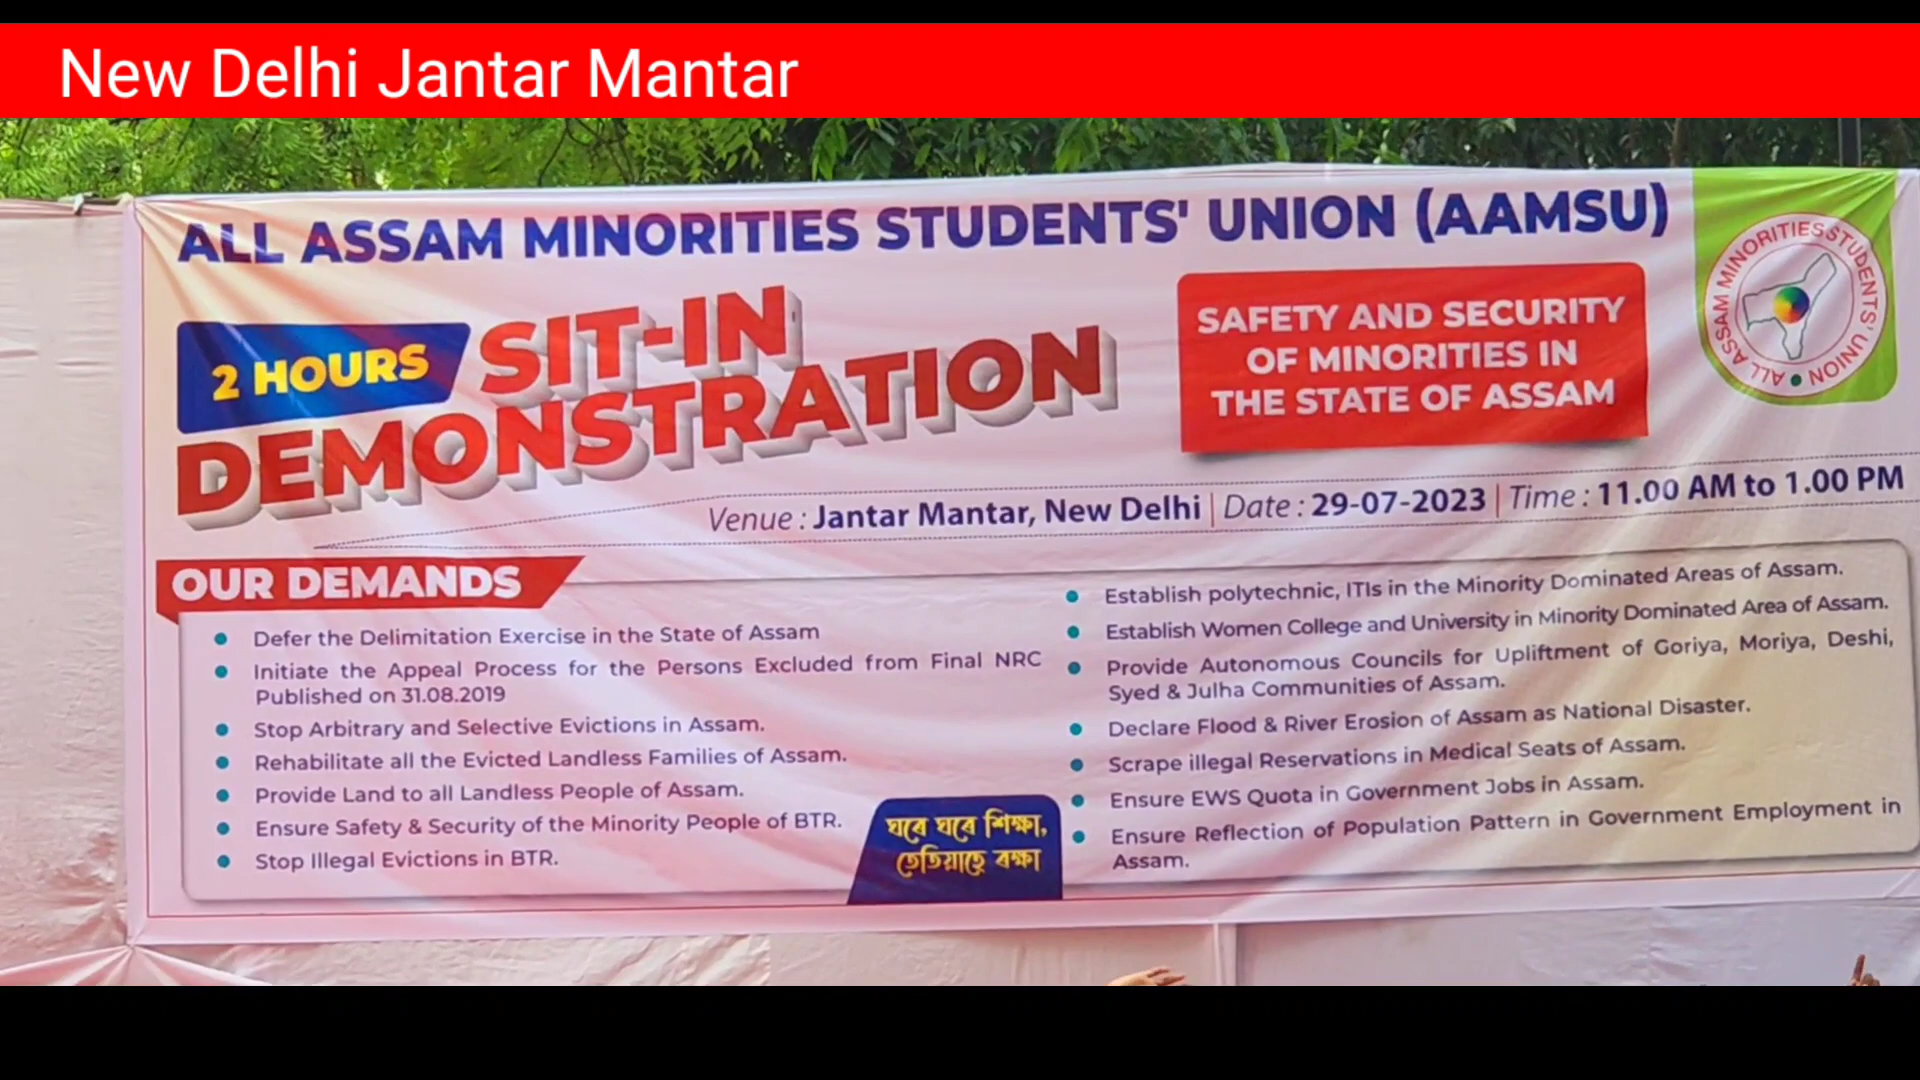 New Delhi Jantar Mantar
ALL ASSAM MINORITIES STUDENTS' UNION (AAMSU)
2 HOURS
SIT-IN
DEMONSTRATION
SAFETY AND SECURITY
OF MINORITIES IN
THE STATE OF ASSAM
ALL ASSAM MINORITIES STUDENTS' UNION
Venue : Jantar Mantar, New Delhi | Date : 29-07-2023 | Time : 11.00 AM to 1.00 PM
OUR DEMANDS
Defer the Delimitation Exercise in the State of Assam
Initiate the Appeal Process for the Persons Excluded from Final NRC
Published on 31.08.2019
Stop Arbitrary and Selective Evictions in Assam.
Rehabilitate all the Evicted Landless Families of Assam.
Provide Land to all Landless People of Assam.
Ensure Safety & Security of the Minority People of BTR.
Stop Illegal Evictions in BTR.
ঘৰে ঘৰে শিক্ষা,
তেতিয়াহে ৰক্ষা
Establish polytechnic, ITIs in the Minority Dominated Areas of Assam.
Establish Women College and University in Minority Dominated Area of Assam.
Provide Autonomous Councils for Upliftment of Goriya, Moriya, Deshi,
Syed & Julha Communities of Assam.
Declare Flood & River Erosion of Assam as National Disaster.
Scrape illegal Reservations in Medical Seats of Assam.
Ensure EWS Quota in Government Jobs in Assam.
Ensure Reflection of Population Pattern in Government Employment in
Assam.